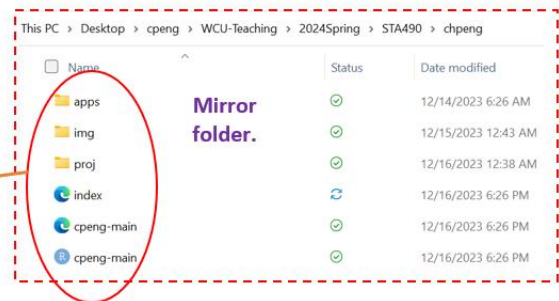 This PC > Desktop > cpeng > WCU-Teaching > 2024Spring > STA490 > chpeng
Name Status Date modified
apps 12/14/2023 6:26 AM
Mirror
folder.
img 12/15/2023 12:43 AM
proj 12/16/2023 12:38 AM
index 12/16/2023 6:26 PM
cpeng-main 12/16/2023 6:26 PM
R cpeng-main 12/16/2023 6:26 PM